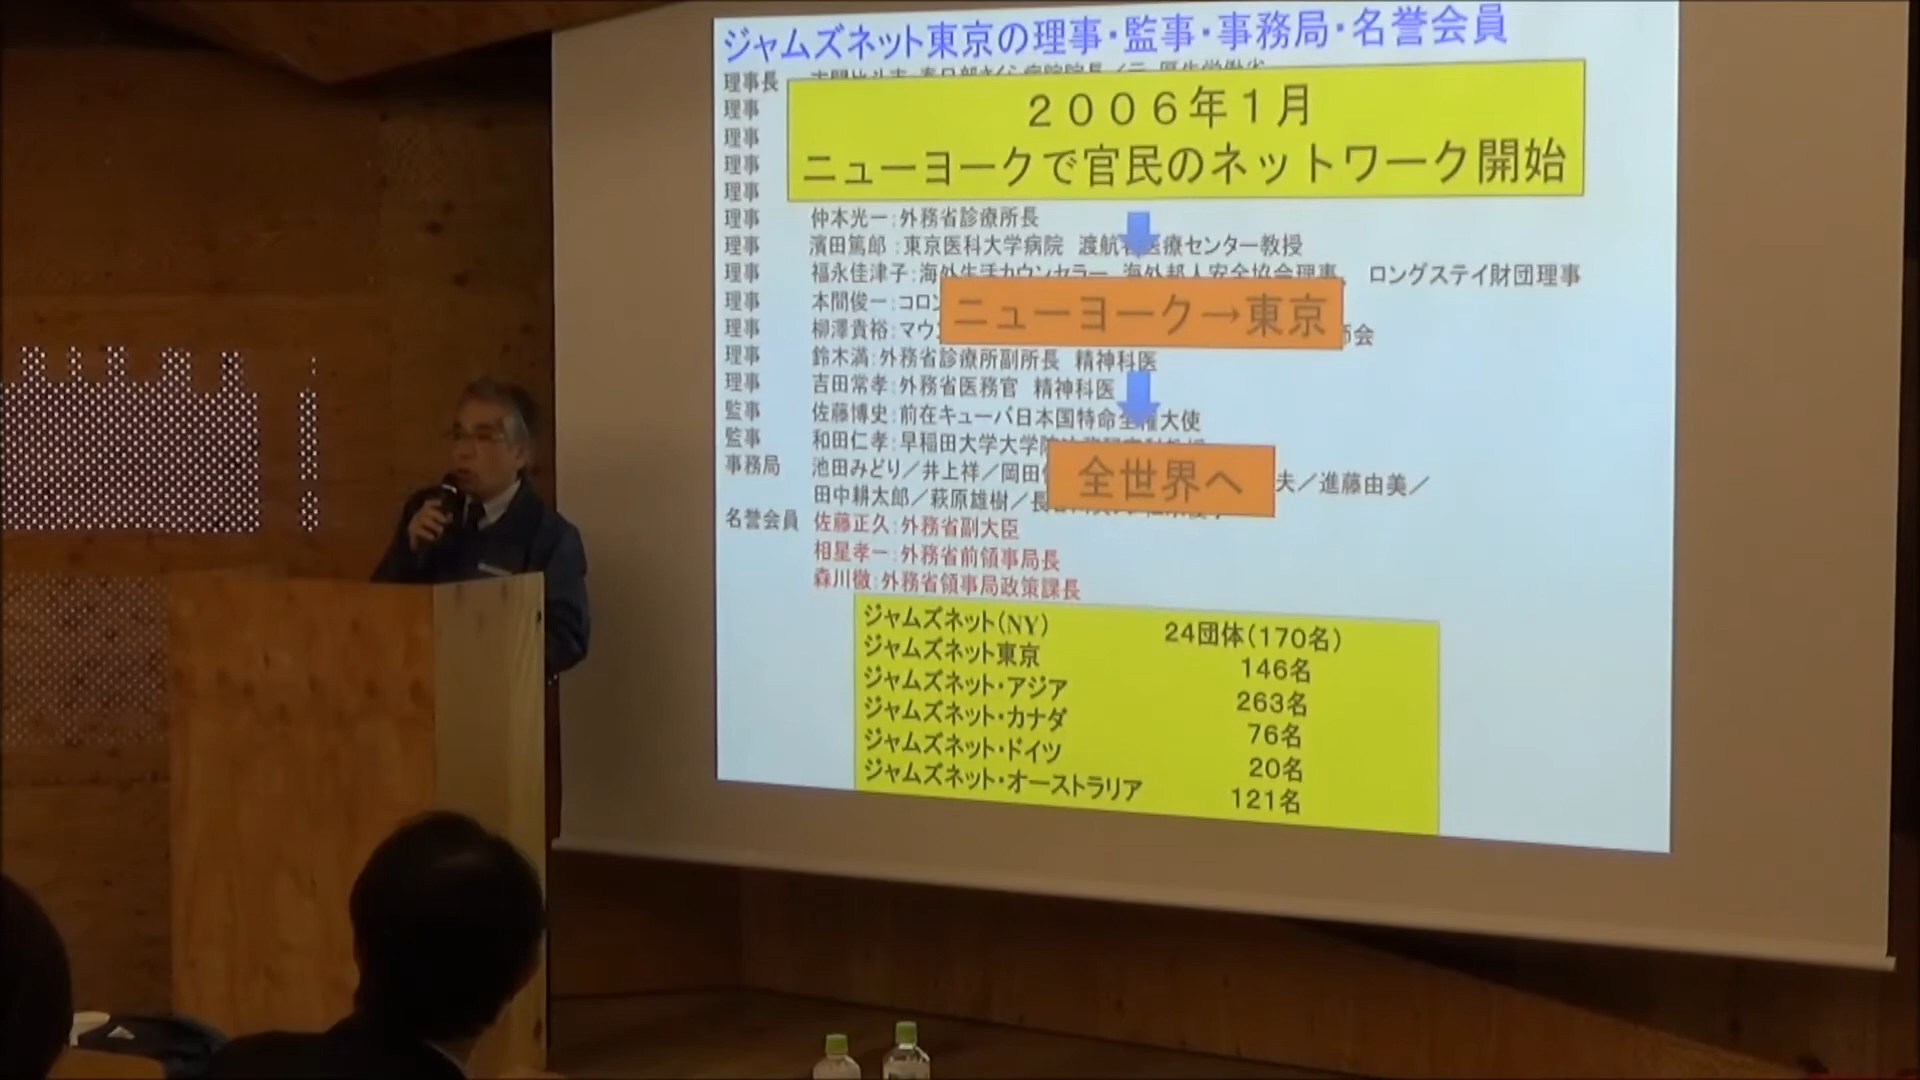 ジャムズネット東京の理事・監事・事務局・名誉会員
理事長
２００６年１月
ニューヨークで官民のネットワーク開始
理事
理事
理事
理事
理事 仲本光一：外務省診療所長
理事 濱田篤郎：東京医科大学病院 渡航者医療センター教授
理事 福永佳津子：海外生活カウンセラー 海外邦人安全協会理事、 ロングステイ財団理事
理事 本間俊一：コロン
ニューヨーク→東京
理事 柳澤貴裕：マウ 師会
理事 鈴木満：外務省診療所副所長 精神科医
理事 吉田常孝：外務省医務官 精神科医
監事 佐藤博史：前在キューバ日本国特命全権大使
監事 和田仁孝：早稲田大学大学院
事務局 池田みどり／井上祥／岡田 夫／進藤由美／
全世界へ
田中耕太郎／萩原雄樹／長
名誉会員 佐藤正久：外務省副大臣
相星孝一：外務省前領事局長
森川徹：外務省領事局政策課長
ジャムズネット（NY） 24団体（170名）
ジャムズネット東京 146名
ジャムズネット・アジア 263名
ジャムズネット・カナダ 76名
ジャムズネット・ドイツ 20名
ジャムズネット・オーストラリア 121名